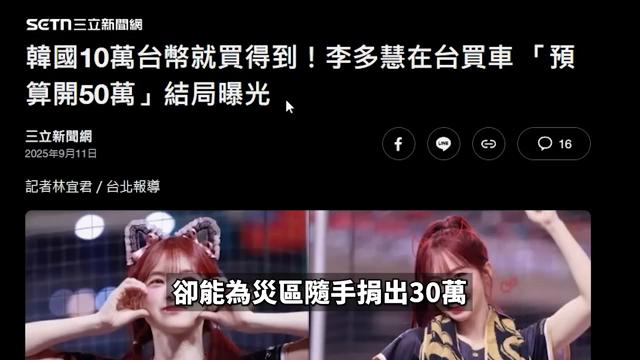 SETN三立新聞網
韓國10萬台幣就買得到！李多慧在台買車 「預
算開50萬」結局曝光
三立新聞網
2025年9月11日
16
記者林宜君 / 台北報導
卻能為災區隨手捐出30萬